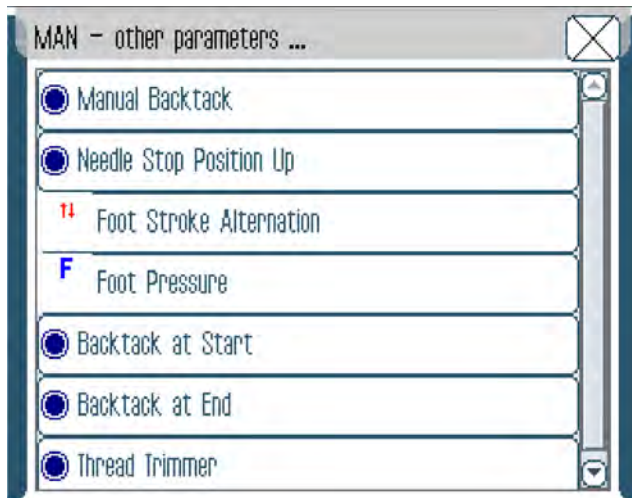 MAN - other parameters ...
Manual Backtack
Needle Stop Position Up
Foot Stroke Alternation
F Foot Pressure
Backtack at Start
Backtack at End
Thread Trimmer